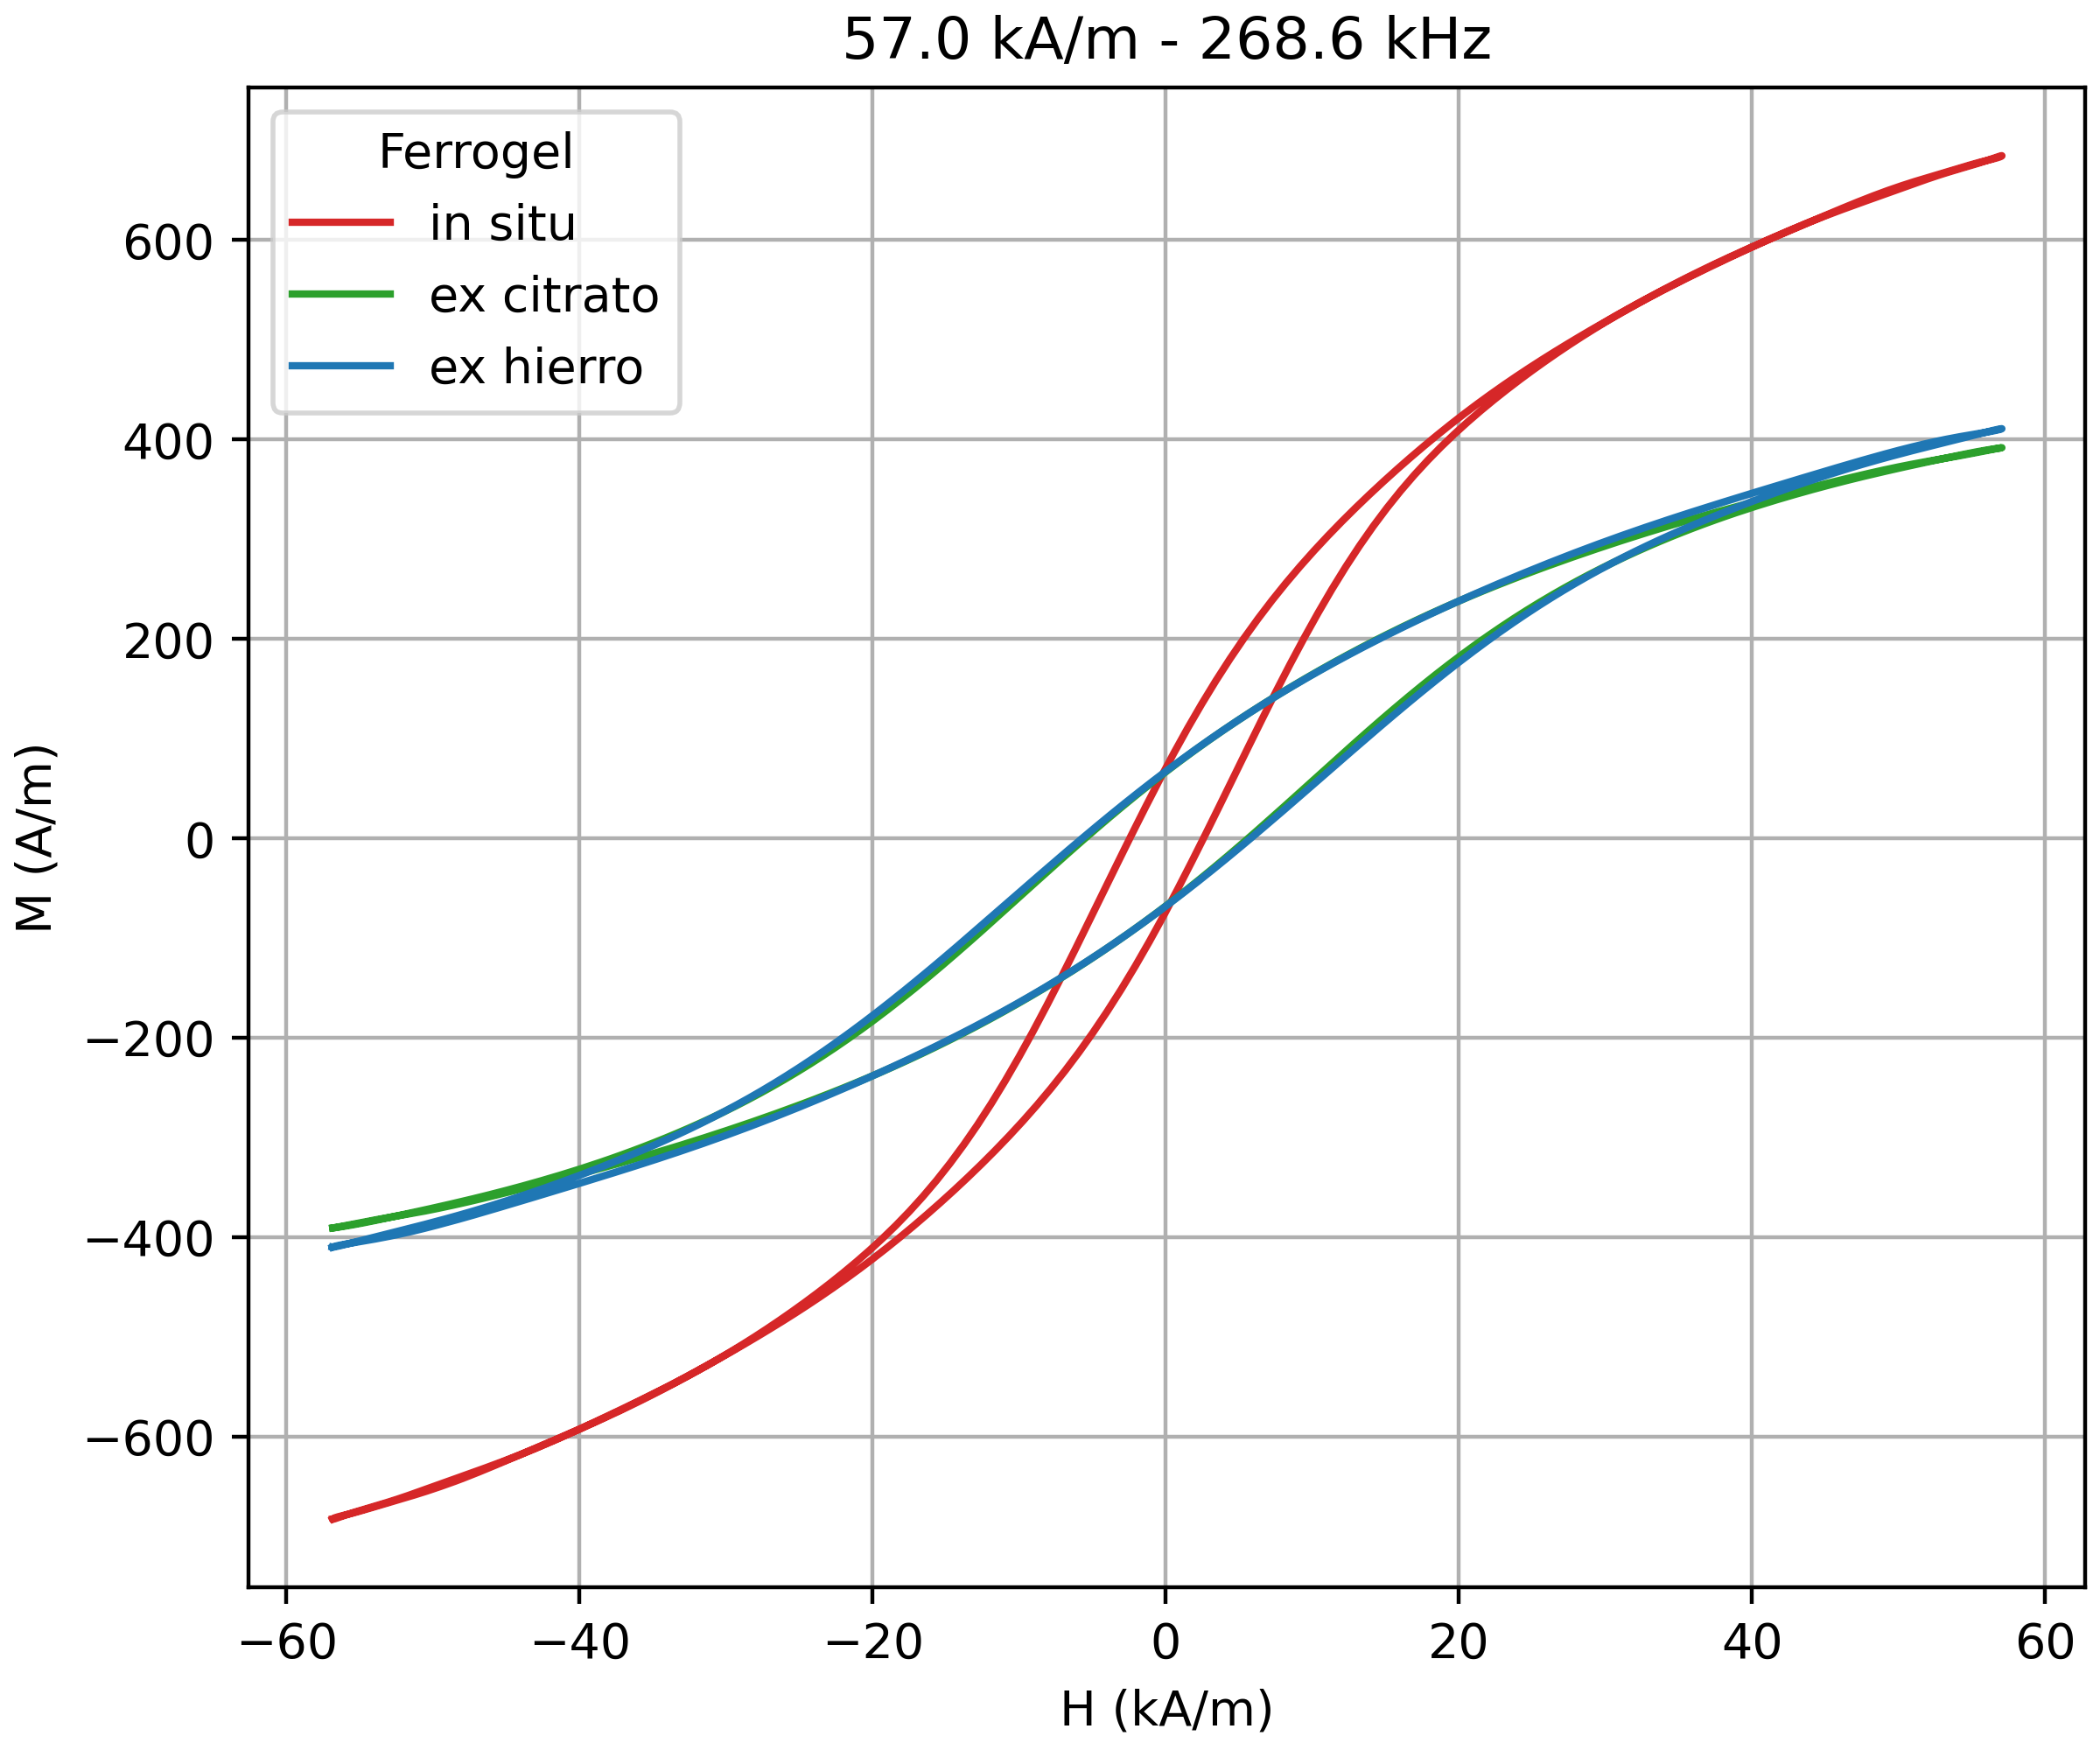 57.0 kA/m - 268.6 kHz
Ferrogel
in situ
ex citrato
ex hierro
600
400
200
0
−200
−400
−600
M (A/m)
−60 −40 −20 0 20 40 60
H (kA/m)